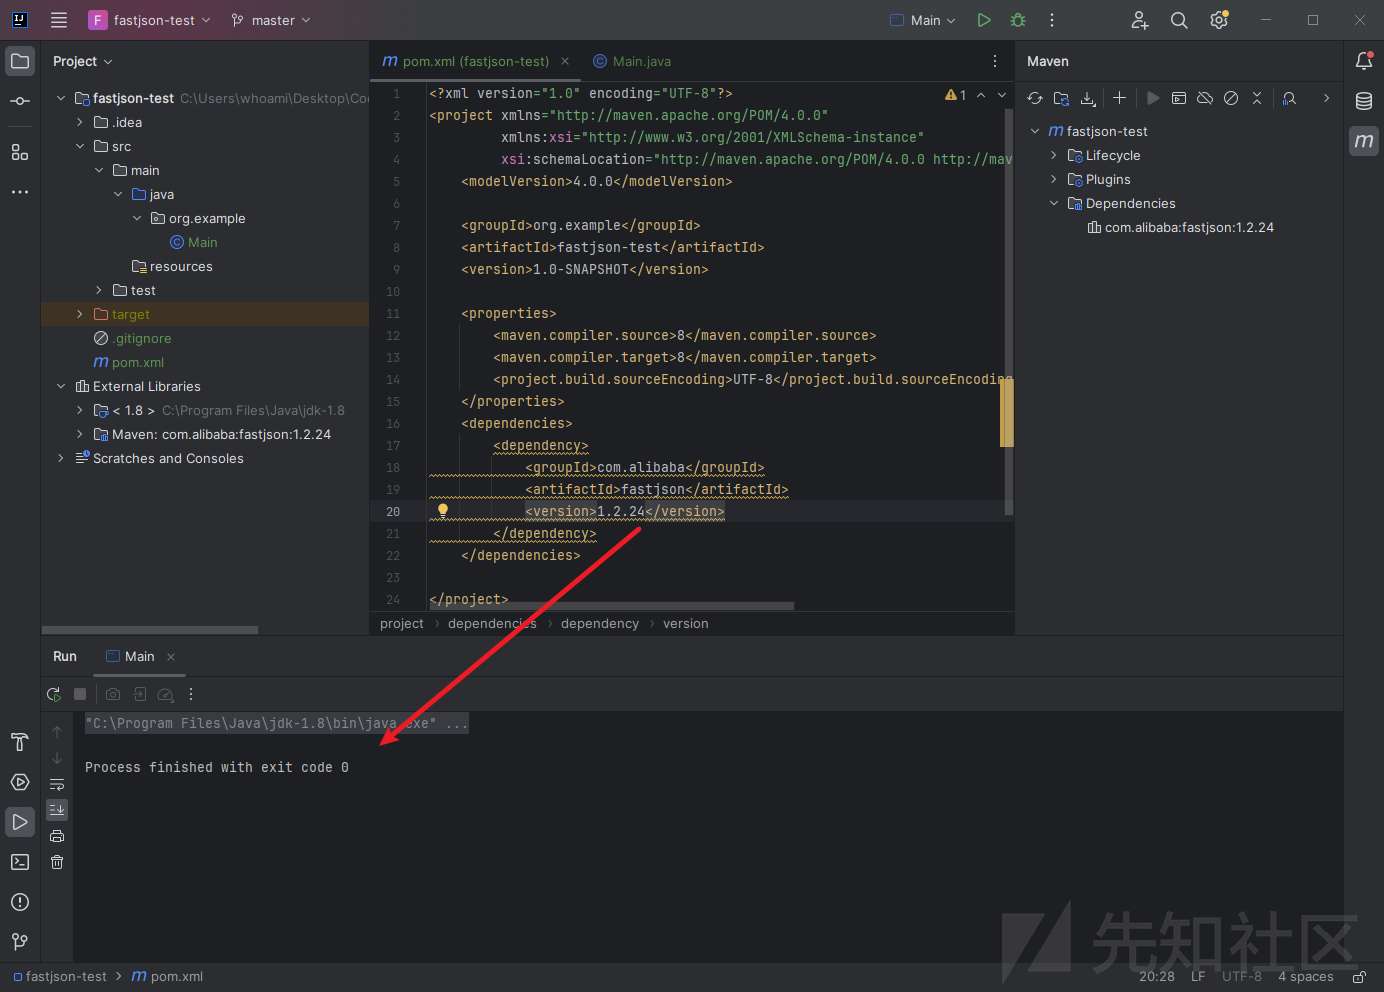 F fastjson-test master Main
Project
fastjson-test C:\Users\whoami\Desktop\Co
.idea
src
main
java
org.example
Main
resources
test
target
.gitignore
pom.xml
External Libraries
< 1.8 > C:\Program Files\Java\jdk-1.8
Maven: com.alibaba:fastjson:1.2.24
Scratches and Consoles
pom.xml (fastjson-test) Main.java
1 <?xml version="1.0" encoding="UTF-8"?>
2 <project xmlns="http://maven.apache.org/POM/4.0.0"
3 xmlns:xsi="http://www.w3.org/2001/XMLSchema-instance"
4 xsi:schemaLocation="http://maven.apache.org/POM/4.0.0 http://mav
5 <modelVersion>4.0.0</modelVersion>
6
7 <groupId>org.example</groupId>
8 <artifactId>fastjson-test</artifactId>
9 <version>1.0-SNAPSHOT</version>
10
11 <properties>
12 <maven.compiler.source>8</maven.compiler.source>
13 <maven.compiler.target>8</maven.compiler.target>
14 <project.build.sourceEncoding>UTF-8</project.build.sourceEncoding
15 </properties>
16 <dependencies>
17 <dependency>
18 <groupId>com.alibaba</groupId>
19 <artifactId>fastjson</artifactId>
20 <version>1.2.24</version>
21 </dependency>
22 </dependencies>
23
24 </project>
1
project > dependencies > dependency > version
Maven
fastjson-test
Lifecycle
Plugins
Dependencies
com.alibaba:fastjson:1.2.24
Run Main
"C:\Program Files\Java\jdk-1.8\bin\java.exe" ...
Process finished with exit code 0
先知社区
fastjson-test > pom.xml
20:28 LF UTF-8 4 spaces